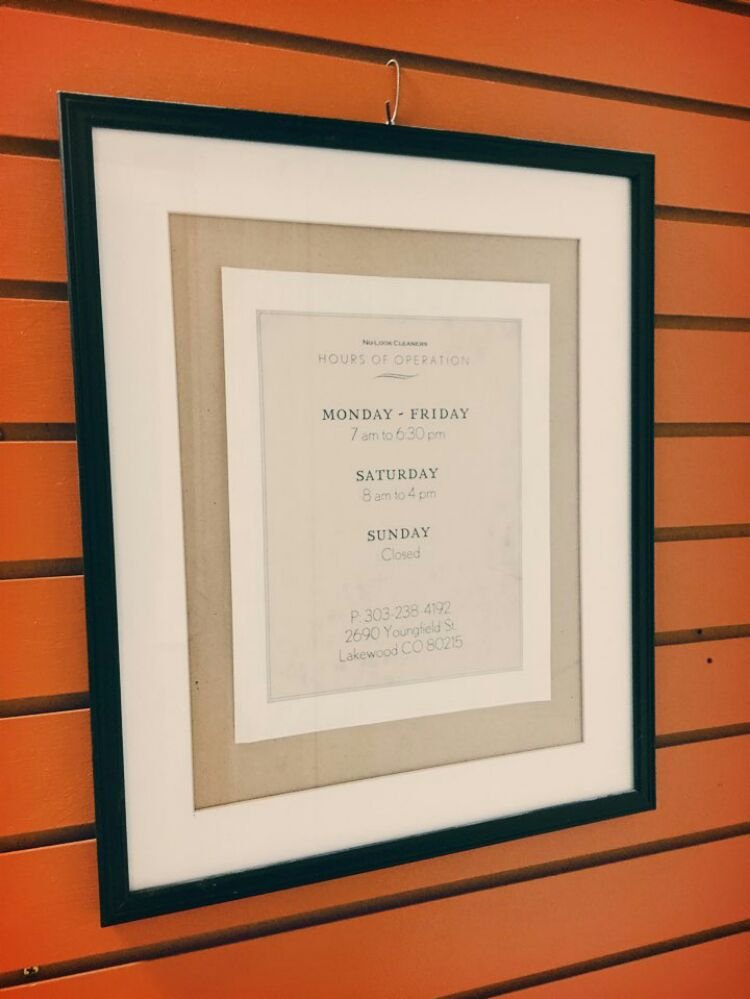 Nu-Look Cleaners
HOURS OF OPERATION
MONDAY - FRIDAY
7 am to 6:30 pm
SATURDAY
8 am to 4 pm
SUNDAY
Closed
P: 303-238-4192
2690 Youngfield St.
Lakewood CO 80215